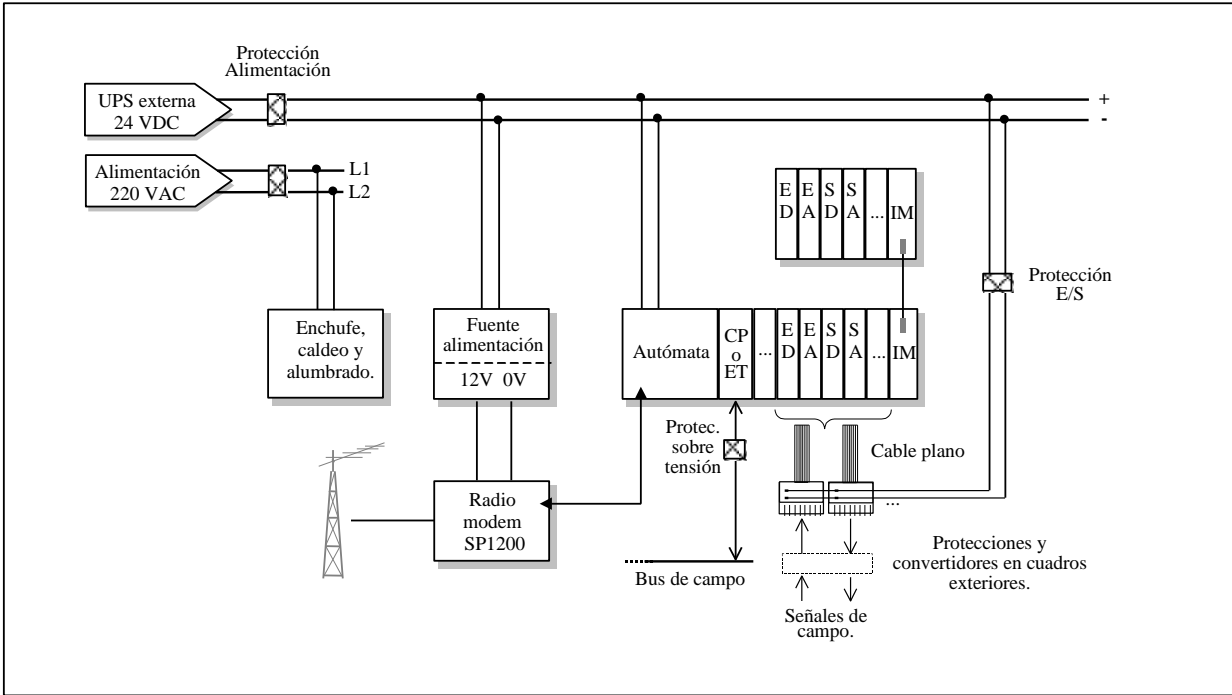 Protección
Alimentación
UPS externa
24 VDC
+
-
Alimentación
220 VAC
L1
L2
E
D
E
A
S
D
S
A
...
IM
Protección
E/S
Enchufe,
caldeo y
alumbrado.
Fuente
alimentación
12V 0V
Autómata
CP
o
ET
...
E
D
E
A
S
D
S
A
...
IM
Protec.
sobre
tensión
Cable plano
Radio
modem
SP1200
...
Bus de campo
Protecciones y
convertidores en cuadros
exteriores.
Señales de
campo.